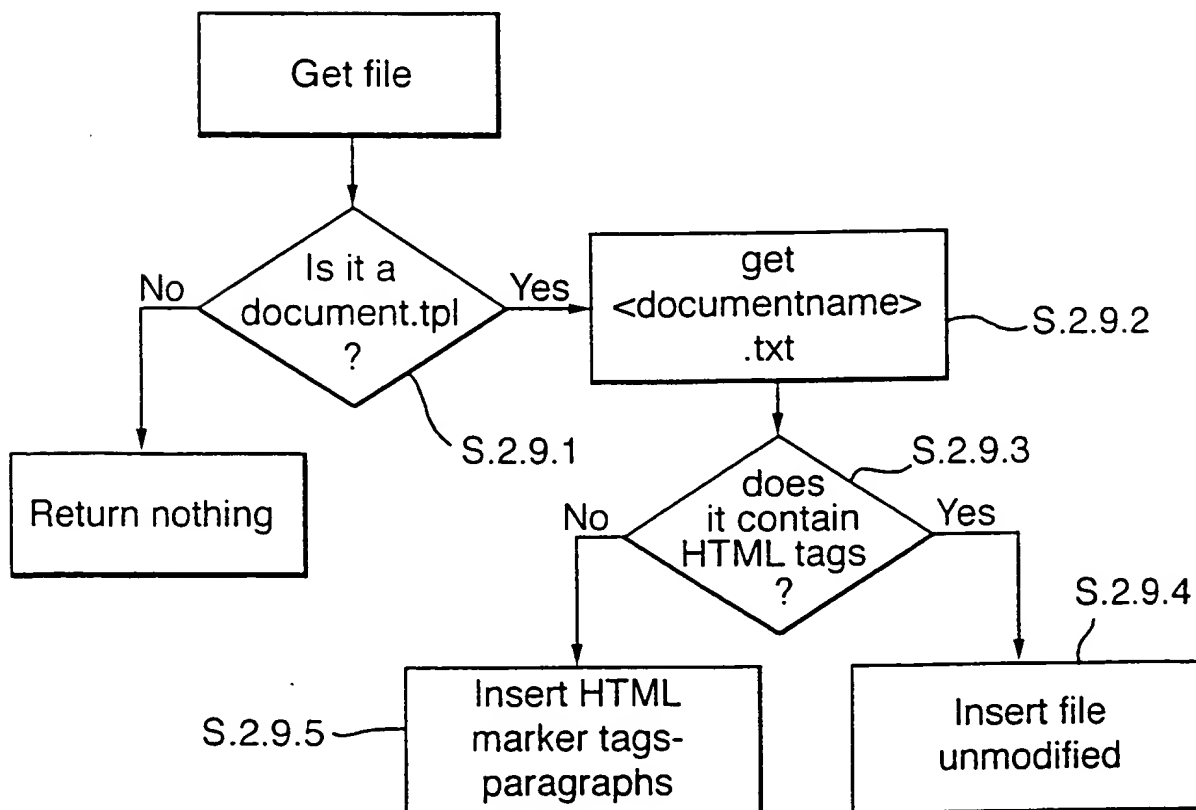 Get file
Is it a
document.tpl
?
No
Yes
get
<documentname>
.txt
S.2.9.2
S.2.9.1
Return nothing
does
it contain
HTML tags
?
S.2.9.3
No
Yes
S.2.9.4
Insert HTML
marker tags-
paragraphs
S.2.9.5
Insert file
unmodified